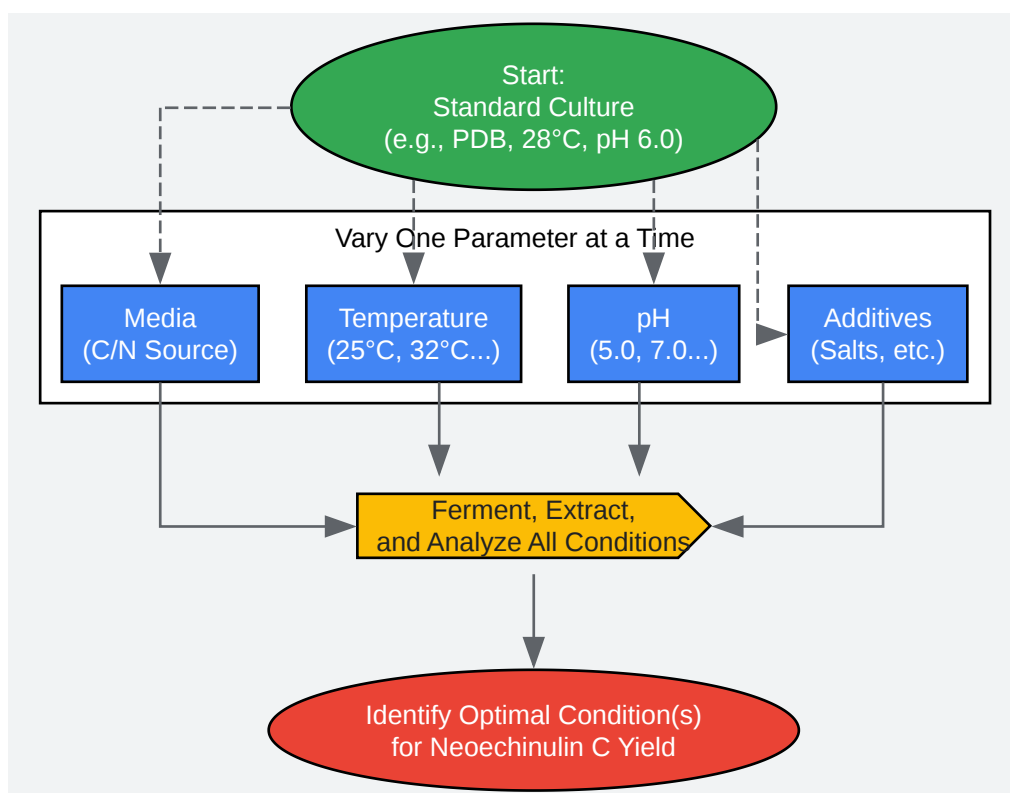 Start:
Standard Culture
(e.g., PDB, 28°C, pH 6.0)
Vary One Parameter at a Time
Media
(C/N Source)
Temperature
(25°C, 32°C...)
pH
(5.0, 7.0...)
Additives
(Salts, etc.)
Ferment, Extract,
and Analyze All Conditions
Identify Optimal Condition(s)
for Neoechinulin C Yield